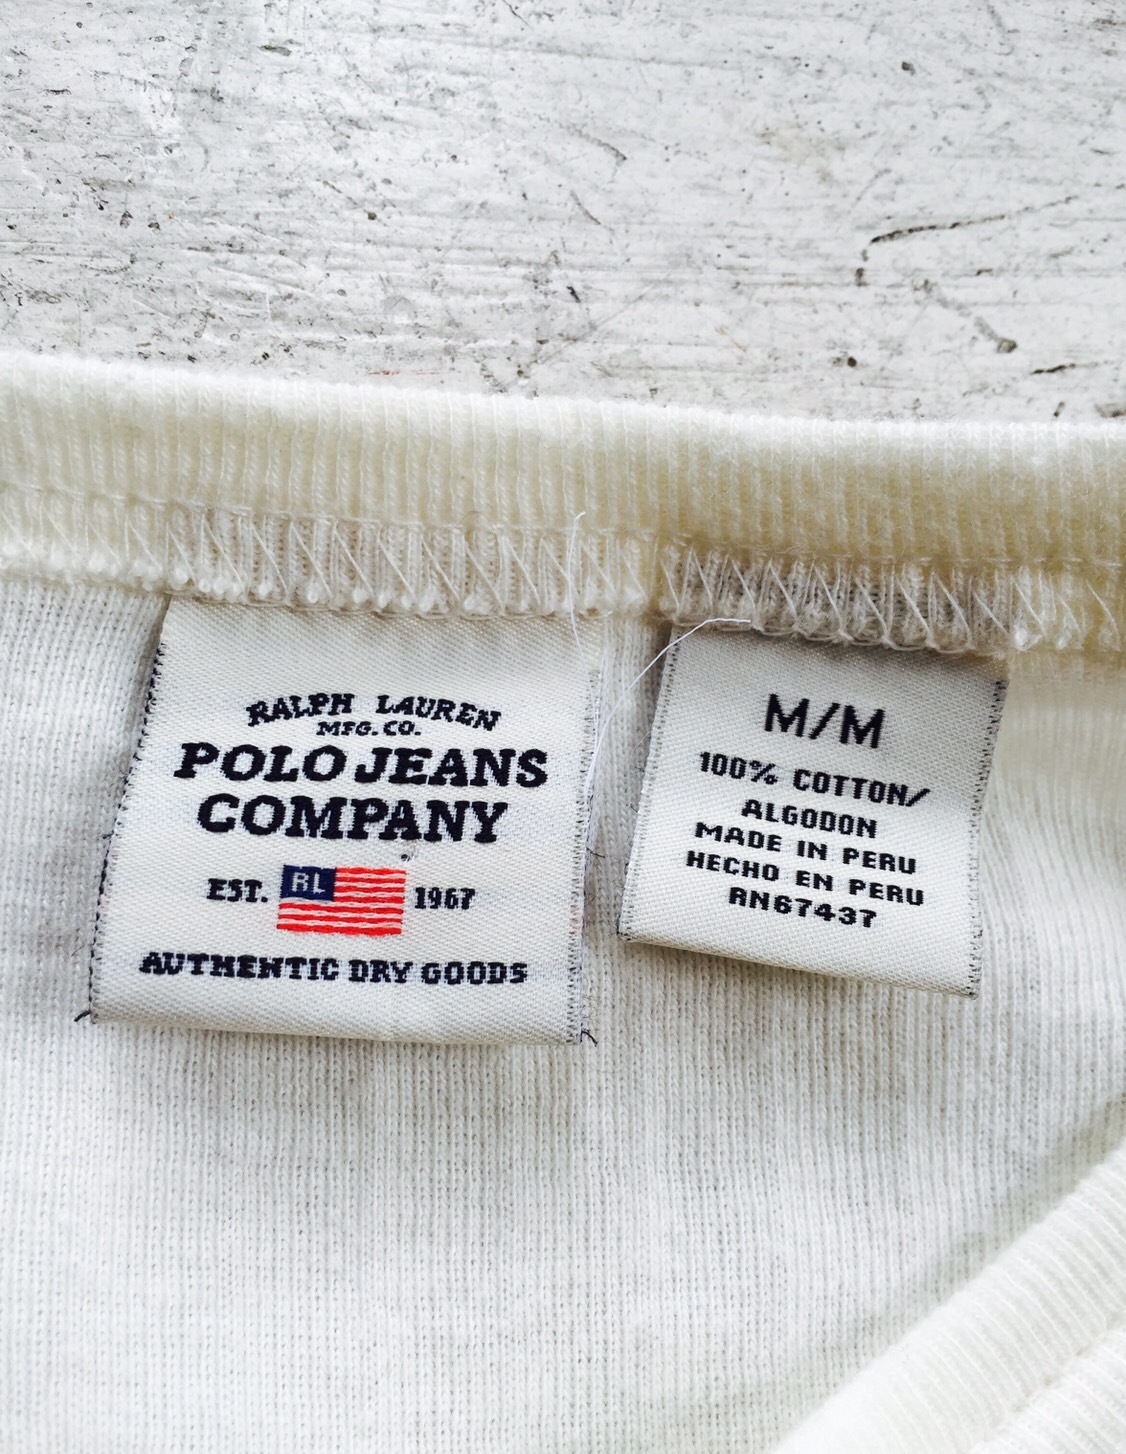 RALPH LAUREN
MFG. CO.
POLO JEANS
COMPANY
EST. RL 1967
AUTHENTIC DRY GOODS
M/M
100% COTTON/
ALGODON
MADE IN PERU
HECHO EN PERU
RN67437